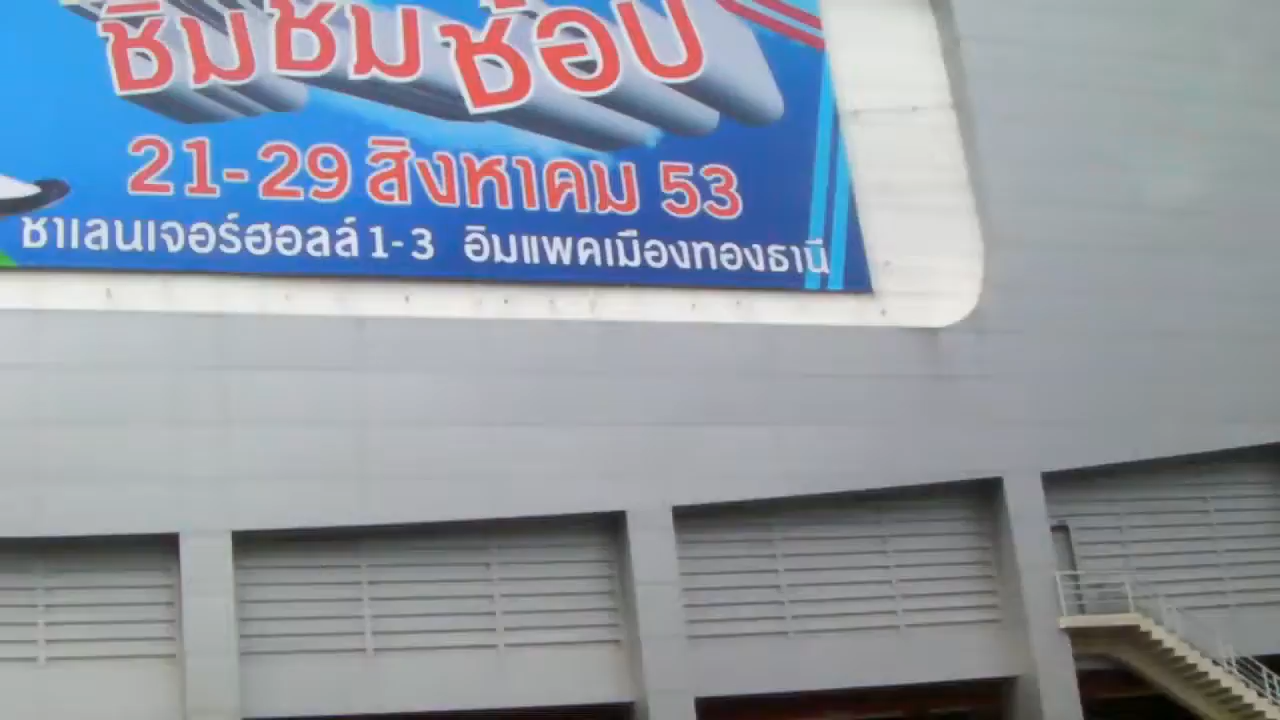 ชิมชมช้อป
21-29 สิงหาคม 53
ชาเลนเจอร์ฮอลล์ 1-3 อิมแพคเมืองทองธานี